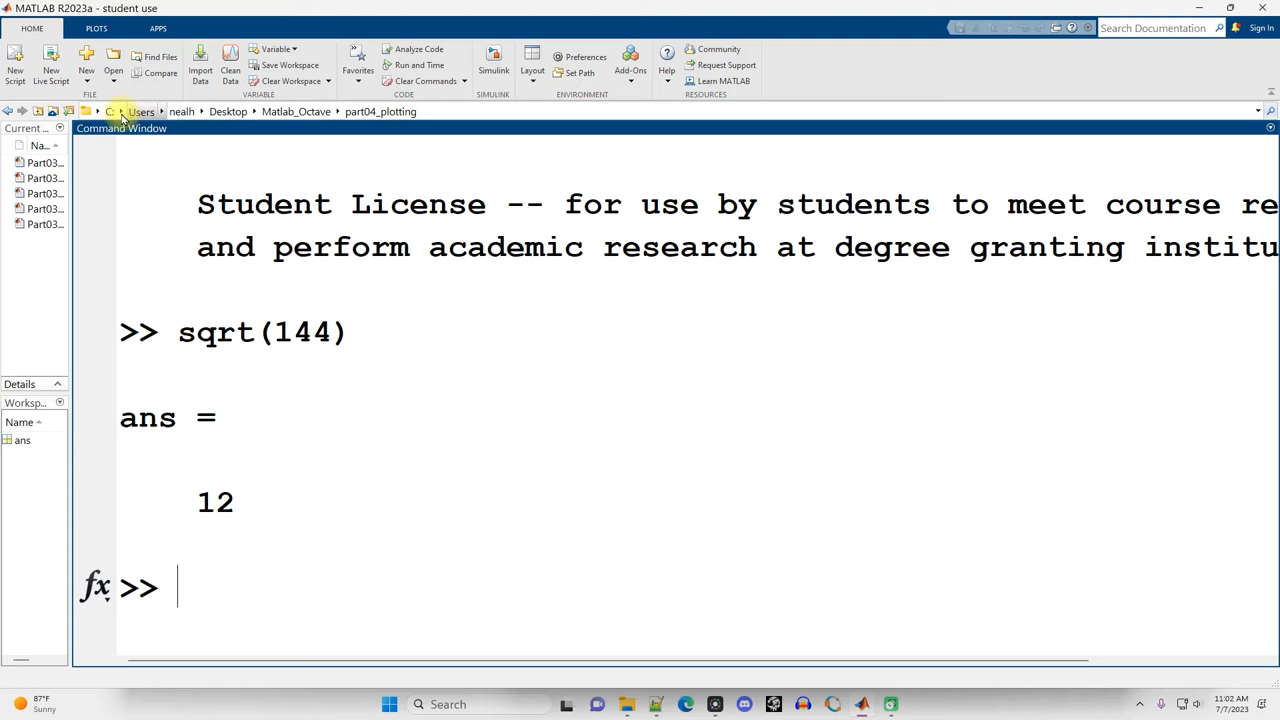 MATLAB R2023a - student use
HOME PLOTS APPS
Search Documentation Sign In
New Script
New Live Script
New
Open
Find Files
Compare
Import Data
Clean Data
Variable
Save Workspace
Clear Workspace
Favorites
Analyze Code
Run and Time
Clear Commands
Simulink
Layout
Preferences
Set Path
Add-Ons
Help
Community
Request Support
Learn MATLAB
FILE VARIABLE CODE SIMULINK ENVIRONMENT RESOURCES
C: Users nealh Desktop Matlab_Octave part04_plotting
Current ...
Command Window
Na...
Part03...
Part03...
Part03...
Part03...
Part03...
Details
Worksp...
Name
ans
Student License -- for use by students to meet course re
and perform academic research at degree granting institu
>> sqrt(144)
ans =
12
fx >>
87°F
Sunny
Search
11:02 AM
7/7/2023